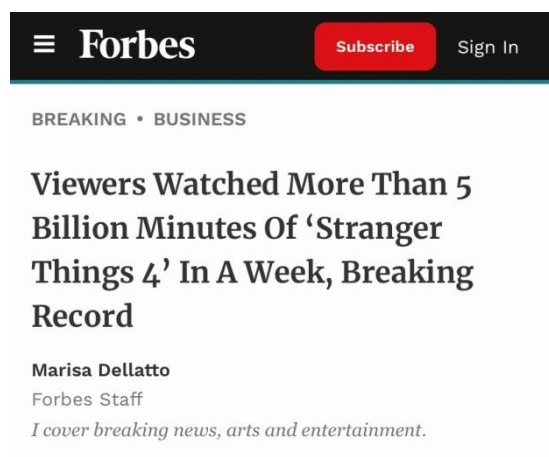 Forbes
Subscribe
Sign In
BREAKING • BUSINESS
Viewers Watched More Than 5
Billion Minutes Of ‘Stranger
Things 4’ In A Week, Breaking
Record
Marisa Dellatto
Forbes Staff
I cover breaking news, arts and entertainment.